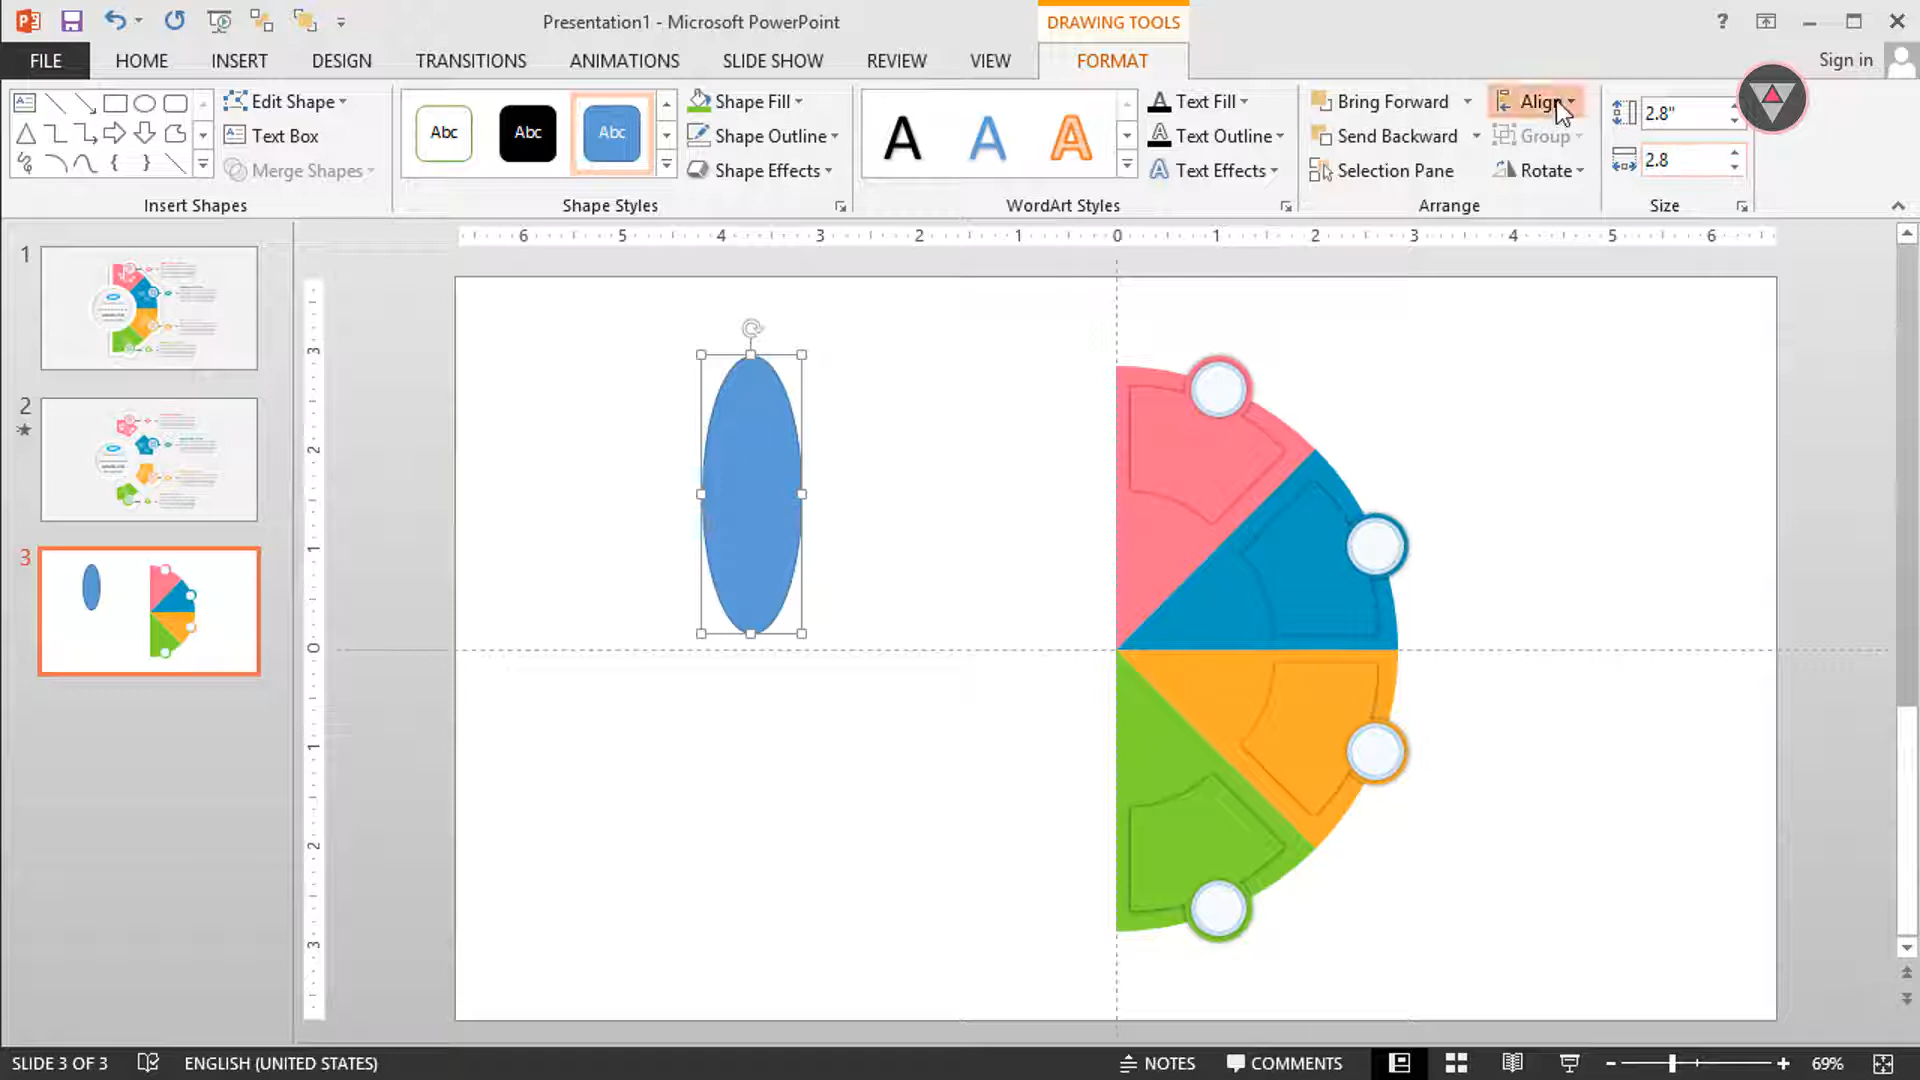 Presentation1 - Microsoft PowerPoint
DRAWING TOOLS
?
FILE
HOME
INSERT
DESIGN
TRANSITIONS
ANIMATIONS
SLIDE SHOW
REVIEW
VIEW
FORMAT
Sign in
Edit Shape
Text Box
Merge Shapes
Insert Shapes
Abc
Abc
Abc
Shape Fill
Shape Outline
Shape Effects
Shape Styles
A
A
A
Text Fill
Text Outline
Text Effects
WordArt Styles
Bring Forward
Send Backward
Selection Pane
Align
Group
Rotate
Arrange
2.8"
2.8
Size
6 5 4 3 2 1 0 1 2 3 4 5 6
3
2
1
0
1
2
3
1
2
3
SLIDE 3 OF 3
ENGLISH (UNITED STATES)
NOTES
COMMENTS
69%